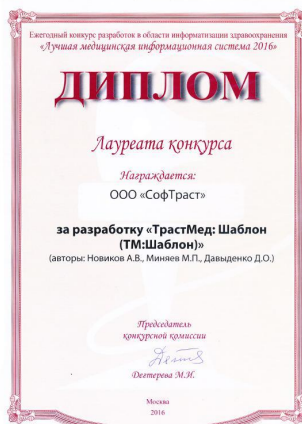 Ежегодный конкурс разработок в области информатизации здравоохранения
«Лучшая медицинская информационная система 2016»
ДИПЛОМ
Лауреата конкурса
Награждается:
ООО «СофТраст»
за разработку «ТрастМед: Шаблон
(ТМ:Шаблон)»
(авторы: Новиков А.В., Миняев М.П., Давыденко Д.О.)
Председатель
конкурсной комиссии
Дегтерева М.И.
Москва
2016